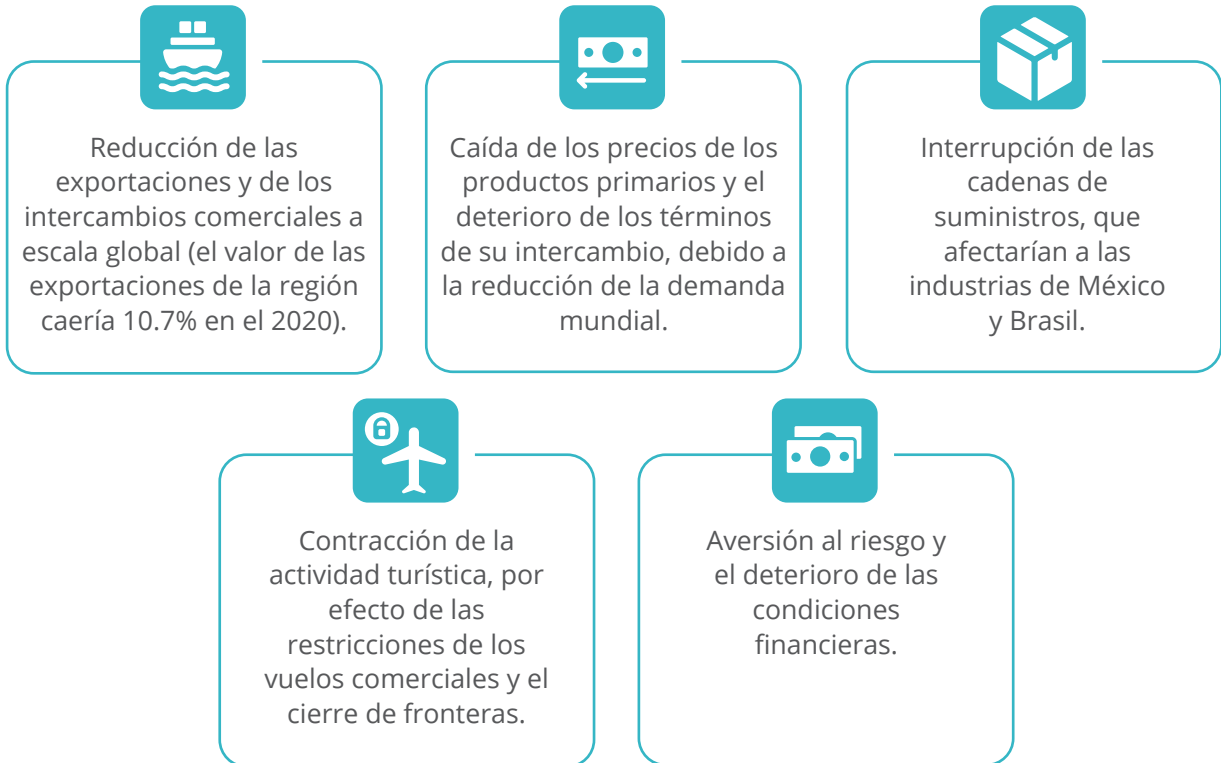 Reducción de las
exportaciones y de los
intercambios comerciales a
escala global (el valor de las
exportaciones de la región
caería 10.7% en el 2020).
Caída de los precios de los
productos primarios y el
deterioro de los términos
de su intercambio, debido a
la reducción de la demanda
mundial.
Interrupción de las
cadenas de
suministros, que
afectarían a las
industrias de México
y Brasil.
Contracción de la
actividad turística, por
efecto de las
restricciones de los
vuelos comerciales y el
cierre de fronteras.
Aversión al riesgo y
el deterioro de las
condiciones
financieras.